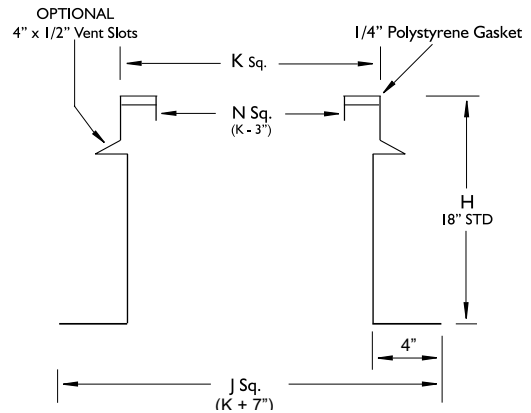 OPTIONAL
4” x 1/2” Vent Slots
1/4” Polystyrene Gasket
K Sq.
N Sq.
(K - 3”)
H
18” STD
4”
J Sq.
(K + 7”)